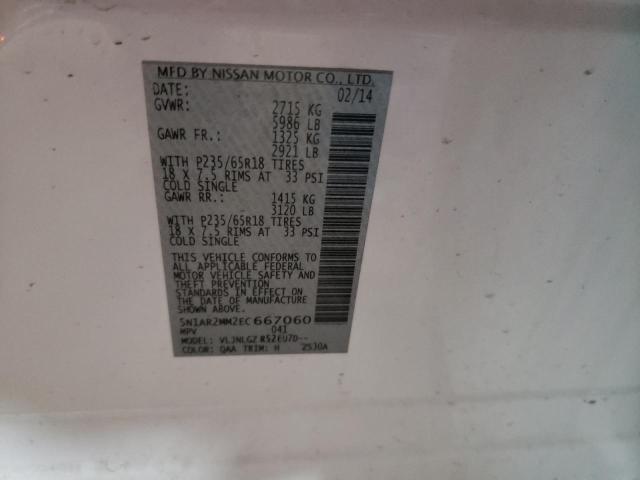 MFD BY NISSAN MOTOR CO., LTD.
DATE: 02/14
GVWR: 2715 KG
5986 LB
GAWR FR.: 1325 KG
2921 LB
WITH P235/65R18 TIRES
18 X 7.5 RIMS AT 33 PSI
COLD SINGLE
GAWR RR.: 1415 KG
3120 LB
WITH P235/65R18 TIRES
18 X 7.5 RIMS AT 33 PSI
COLD SINGLE
THIS VEHICLE CONFORMS TO
ALL APPLICABLE FEDERAL
MOTOR VEHICLE SAFETY AND
THEFT PREVENTION
STANDARDS IN EFFECT ON
THE DATE OF MANUFACTURE
SHOWN ABOVE.
5N1AR2MM2EC667060
MPV 041
MODEL:
COLOR: QAA TRIM: H